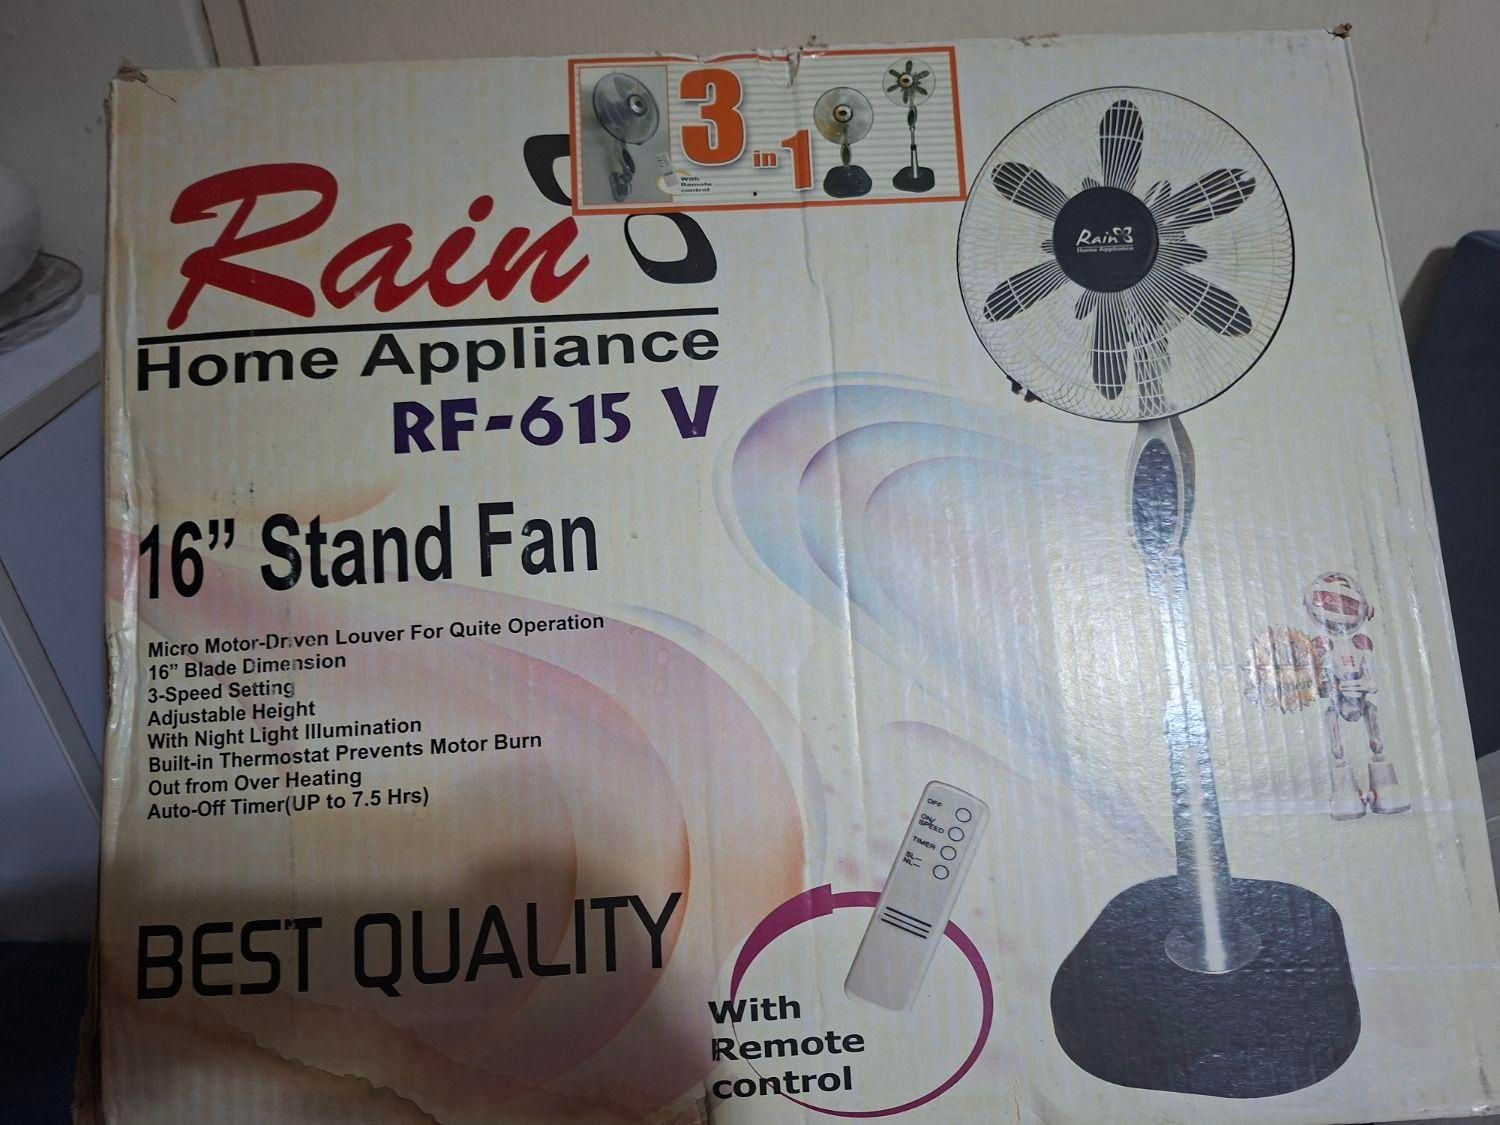 3 in 1
With
Remote
control
Rain
Home Appliance
RF-615 V
Rain
Home Appliance
16” Stand Fan
Micro Motor-Driven Louver For Quite Operation
16” Blade Dimension
3-Speed Setting
Adjustable Height
With Night Light Illumination
Built-in Thermostat Prevents Motor Burn
Out from Over Heating
Auto-Off Timer(UP to 7.5 Hrs)
BEST QUALITY
OFF
ON/
SPEED
TIMER
SL
NL
With
Remote
control